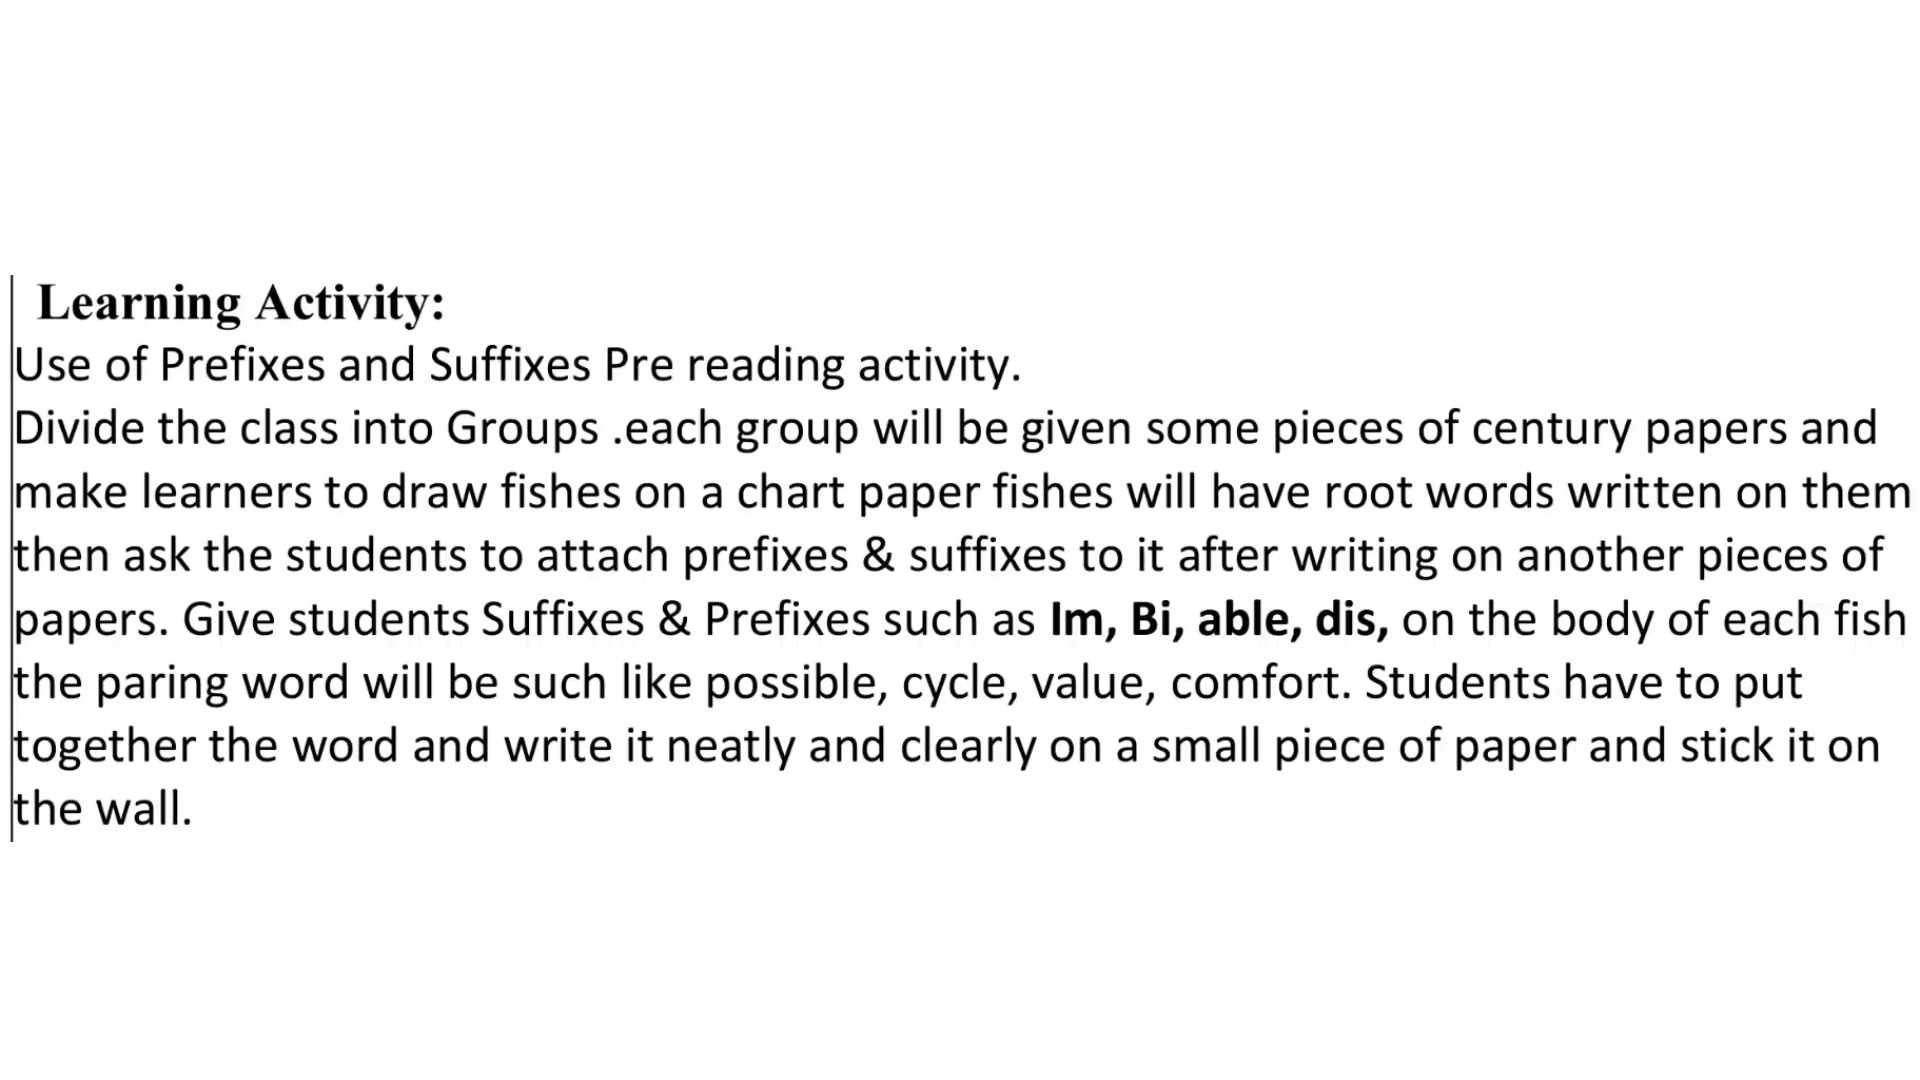 Learning Activity:
Use of Prefixes and Suffixes Pre reading activity.
Divide the class into Groups .each group will be given some pieces of century papers and
make learners to draw fishes on a chart paper fishes will have root words written on them
then ask the students to attach prefixes & suffixes to it after writing on another pieces of
papers. Give students Suffixes & Prefixes such as Im, Bi, able, dis, on the body of each fish
the paring word will be such like possible, cycle, value, comfort. Students have to put
together the word and write it neatly and clearly on a small piece of paper and stick it on
the wall.